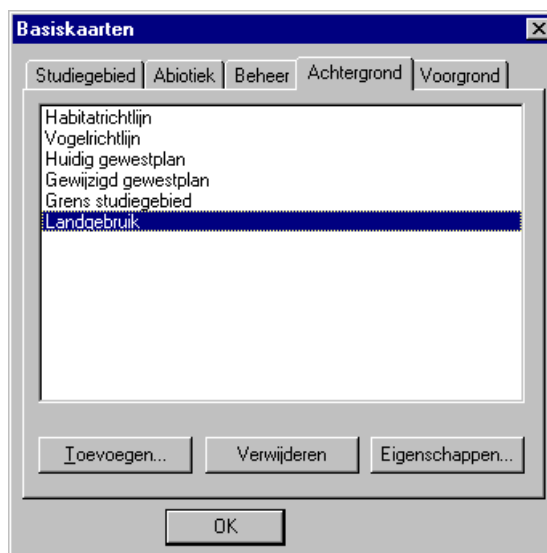 Basiskaarten
Studiegebied Abiotiek Beheer Achtergrond Voorgrond
Habitatrichtlijn
Vogelrichtlijn
Huidig gewestplan
Gewijzigd gewestplan
Grens studiegebied
Landgebruik
Toevoegen... Verwijderen Eigenschappen...
OK